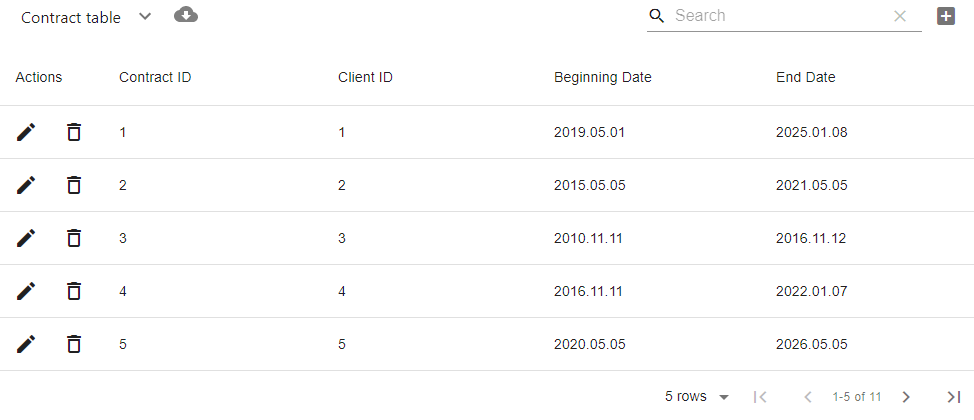 Contract table Search
Actions Contract ID Client ID Beginning Date End Date
1 1 2019.05.01 2025.01.08
2 2 2015.05.05 2021.05.05
3 3 2010.11.11 2016.11.12
4 4 2016.11.11 2022.01.07
5 5 2020.05.05 2026.05.05
5 rows 1-5 of 11